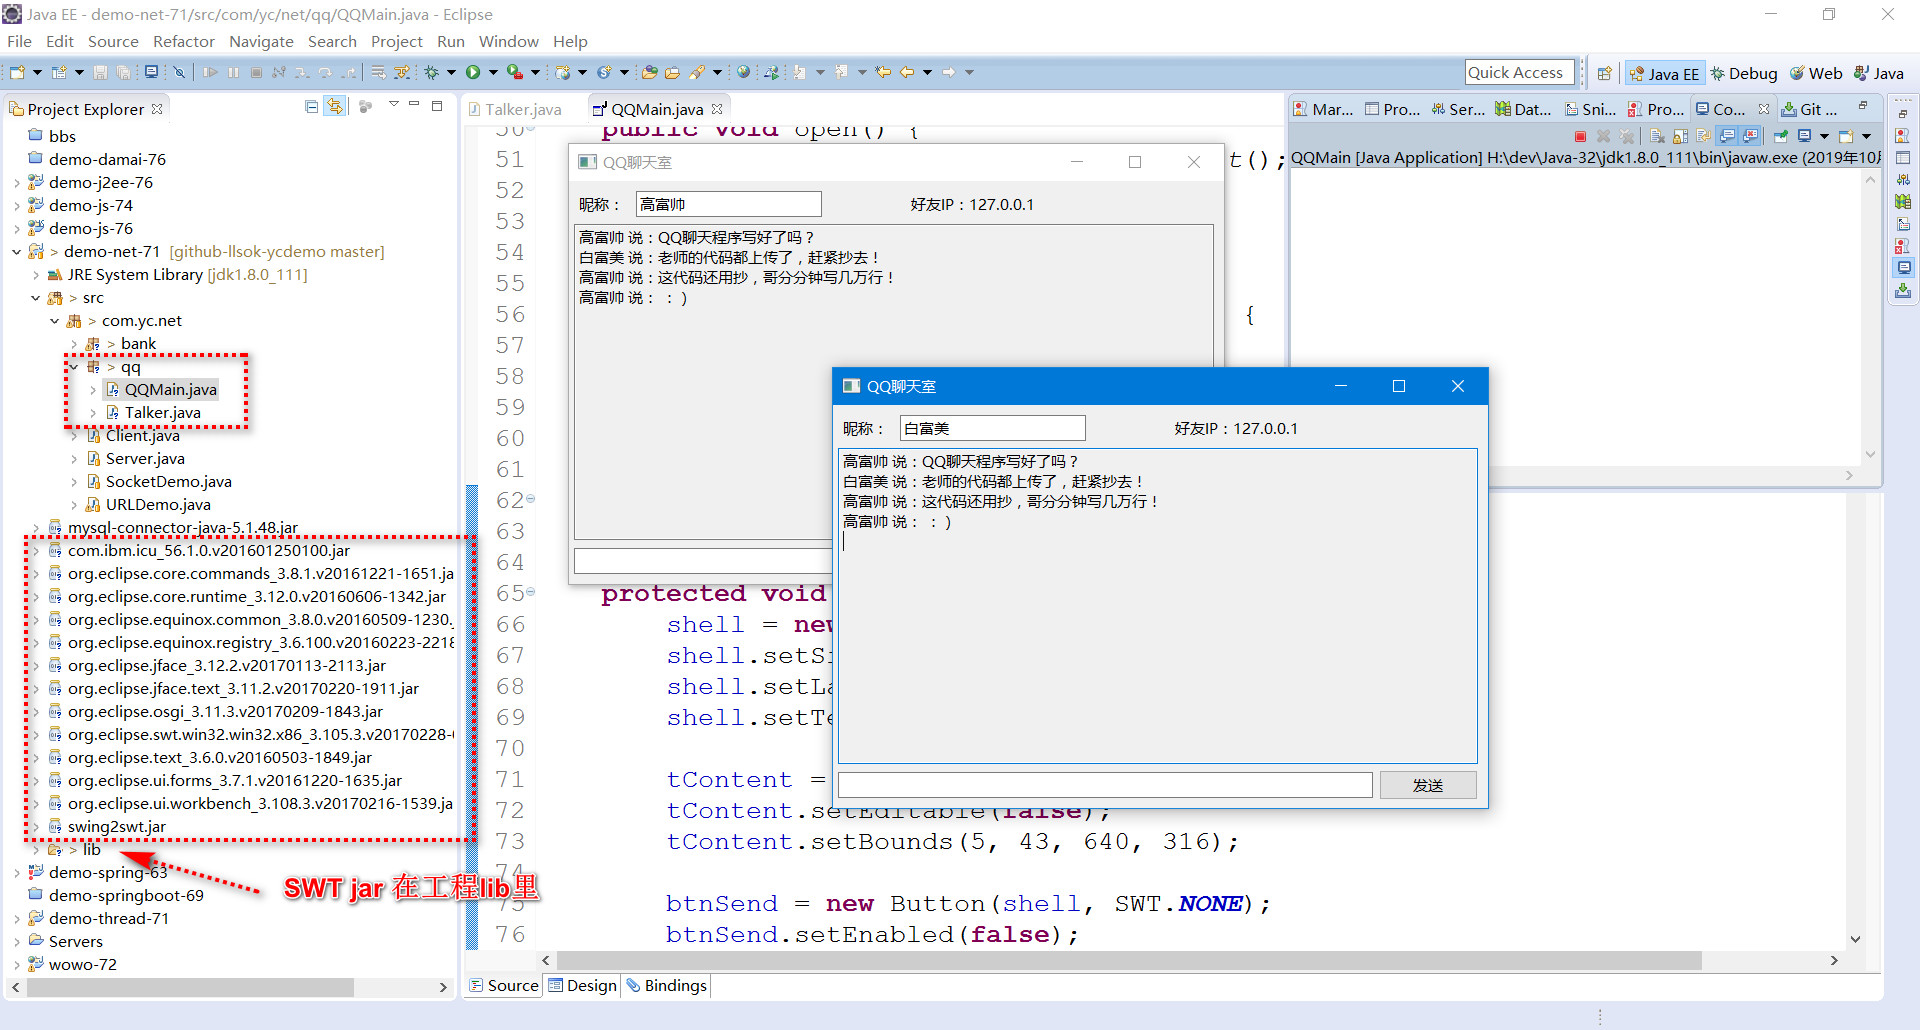 Java EE - demo-net-71/src/com/yc/net/qq/QQMain.java - Eclipse
File Edit Source Refactor Navigate Search Project Run Window Help
Quick Access
Java EE Debug Web Java
Project Explorer
bbs
demo-damai-76
demo-j2ee-76
demo-js-74
demo-js-76
> demo-net-71 [github-llsok-ycdemo master]
JRE System Library [jdk1.8.0_111]
> src
> com.yc.net
> bank
> qq
QQMain.java
Talker.java
Client.java
Server.java
SocketDemo.java
URLDemo.java
mysql-connector-java-5.1.48.jar
com.ibm.icu_56.1.0.v201601250100.jar
org.eclipse.core.commands_3.8.1.v20161221-1651.ja
org.eclipse.core.runtime_3.12.0.v20160606-1342.jar
org.eclipse.equinox.common_3.8.0.v20160509-1230.
org.eclipse.equinox.registry_3.6.100.v20160223-2218
org.eclipse.jface_3.12.2.v20170113-2113.jar
org.eclipse.jface.text_3.11.2.v20170220-1911.jar
org.eclipse.osgi_3.11.3.v20170209-1843.jar
org.eclipse.swt.win32.win32.x86_3.105.3.v20170228-
org.eclipse.text_3.6.0.v20160503-1849.jar
org.eclipse.ui.forms_3.7.1.v20161220-1635.jar
org.eclipse.ui.workbench_3.108.3.v20170216-1539.ja
swing2swt.jar
> lib
demo-spring-63
demo-springboot-69
demo-thread-71
Servers
wowo-72
SWT jar 在工程lib里
Talker.java QQMain.java
50 public void open() {
51 t();
52
53
54
55
56 {
57
58
59
60
61
62
63
64
65 protected void
66 shell = new
67 shell.setS
68 shell.setLa
69 shell.setTe
70
71 tContent =
72 tContent.setEditable(false);
73 tContent.setBounds(5, 43, 640, 316);
74
75 btnSend = new Button(shell, SWT.NONE);
76 btnSend.setEnabled(false);
Source Design Bindings
QQ聊天室
昵称： 高富帅 好友IP：127.0.0.1
高富帅 说：QQ聊天程序写好了吗？
白富美 说：老师的代码都上传了，赶紧抄去！
高富帅 说：这代码还用抄，哥分分钟写几万行！
高富帅 说： ：)
QQ聊天室
昵称： 白富美 好友IP：127.0.0.1
高富帅 说：QQ聊天程序写好了吗？
白富美 说：老师的代码都上传了，赶紧抄去！
高富帅 说：这代码还用抄，哥分分钟写几万行！
高富帅 说： ：)
发送
Mar... Pro... Ser... Dat... Sni... Pro... Co... Git ...
QQMain [Java Application] H:\dev\Java-32\jdk1.8.0_111\bin\javaw.exe (2019年10